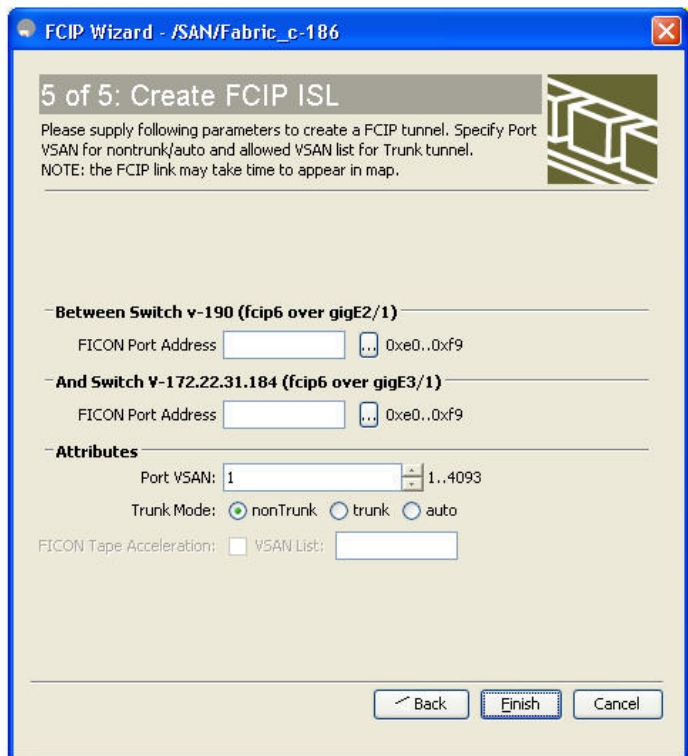 FCIP Wizard - /SAN/Fabric_c-186
5 of 5: Create FCIP ISL
Please supply following parameters to create a FCIP tunnel. Specify Port
VSAN for nontrunk/auto and allowed VSAN list for Trunk tunnel.
NOTE: the FCIP link may take time to appear in map.
Between Switch v-190 (fcip6 over gigE2/1)
FICON Port Address ... 0xe0..0xf9
And Switch V-172.22.31.184 (fcip6 over gigE3/1)
FICON Port Address ... 0xe0..0xf9
Attributes
Port VSAN: 1 1..4093
Trunk Mode: nonTrunk trunk auto
FICON Tape Acceleration: VSAN List:
Back Finish Cancel